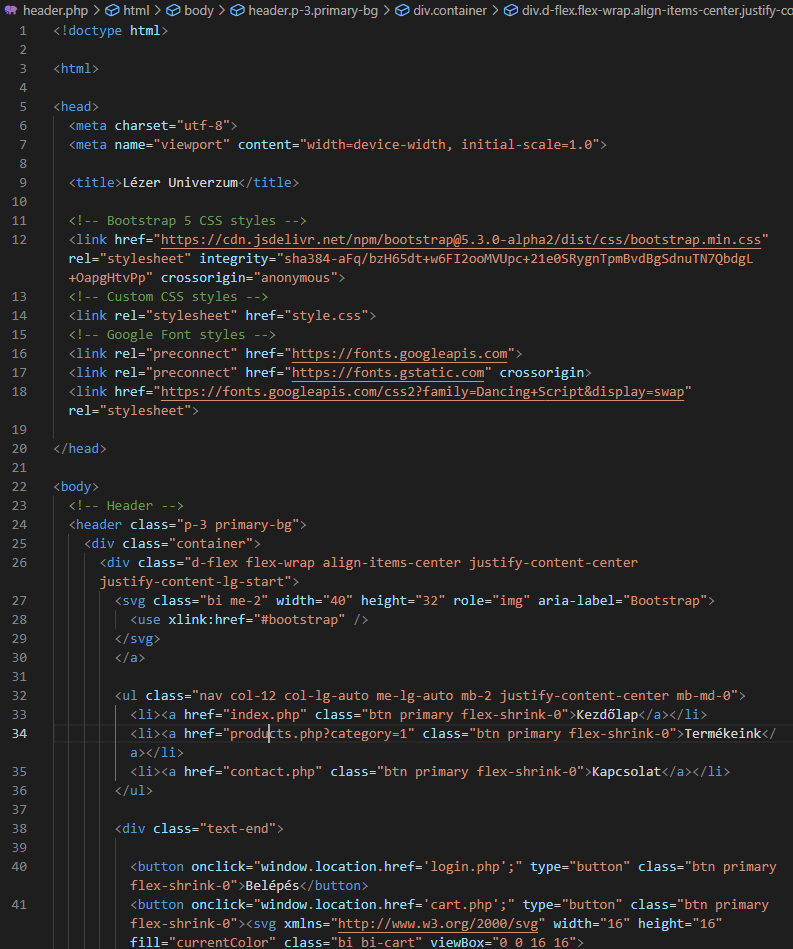 header.php > html > body > header.p-3.primary-bg > div.container > div.d-flex.flex-wrap.align-items-center.justify-co
1 <!doctype html>
2
3 <html>
4
5 <head>
6 <meta charset="utf-8">
7 <meta name="viewport" content="width=device-width, initial-scale=1.0">
8
9 <title>Lézer Univerzum</title>
10
11 <!-- Bootstrap 5 CSS styles -->
12 <link href="https://cdn.jsdelivr.net/npm/bootstrap@5.3.0-alpha2/dist/css/bootstrap.min.css"
rel="stylesheet" integrity="sha384-aFq/bzH65dt+w6FI2ooMVUpc+21e0SRygnTpmBvdBgSdnuTN7QbdgL
+OapgHtvPp" crossorigin="anonymous">
13 <!-- Custom CSS styles -->
14 <link rel="stylesheet" href="style.css">
15 <!-- Google Font styles -->
16 <link rel="preconnect" href="https://fonts.googleapis.com">
17 <link rel="preconnect" href="https://fonts.gstatic.com" crossorigin>
18 <link href="https://fonts.googleapis.com/css2?family=Dancing+Script&display=swap"
rel="stylesheet">
19
20 </head>
21
22 <body>
23 <!-- Header -->
24 <header class="p-3 primary-bg">
25 <div class="container">
26 <div class="d-flex flex-wrap align-items-center justify-content-center
justify-content-lg-start">
27 <svg class="bi me-2" width="40" height="32" role="img" aria-label="Bootstrap">
28 <use xlink:href="#bootstrap" />
29 </svg>
30 </a>
31
32 <ul class="nav col-12 col-lg-auto me-lg-auto mb-2 justify-content-center mb-md-0">
33 <li><a href="index.php" class="btn primary flex-shrink-0">Kezdőlap</a></li>
34 <li><a href="products.php?category=1" class="btn primary flex-shrink-0">Termékeink</
a></li>
35 <li><a href="contact.php" class="btn primary flex-shrink-0">Kapcsolat</a></li>
36 </ul>
37
38 <div class="text-end">
39
40 <button onclick="window.location.href='login.php';" type="button" class="btn primary
flex-shrink-0">Belépés</button>
41 <button onclick="window.location.href='cart.php';" type="button" class="btn primary
flex-shrink-0"><svg xmlns="http://www.w3.org/2000/svg" width="16" height="16"
fill="currentColor" class="bi bi-cart" viewBox="0 0 16 16">